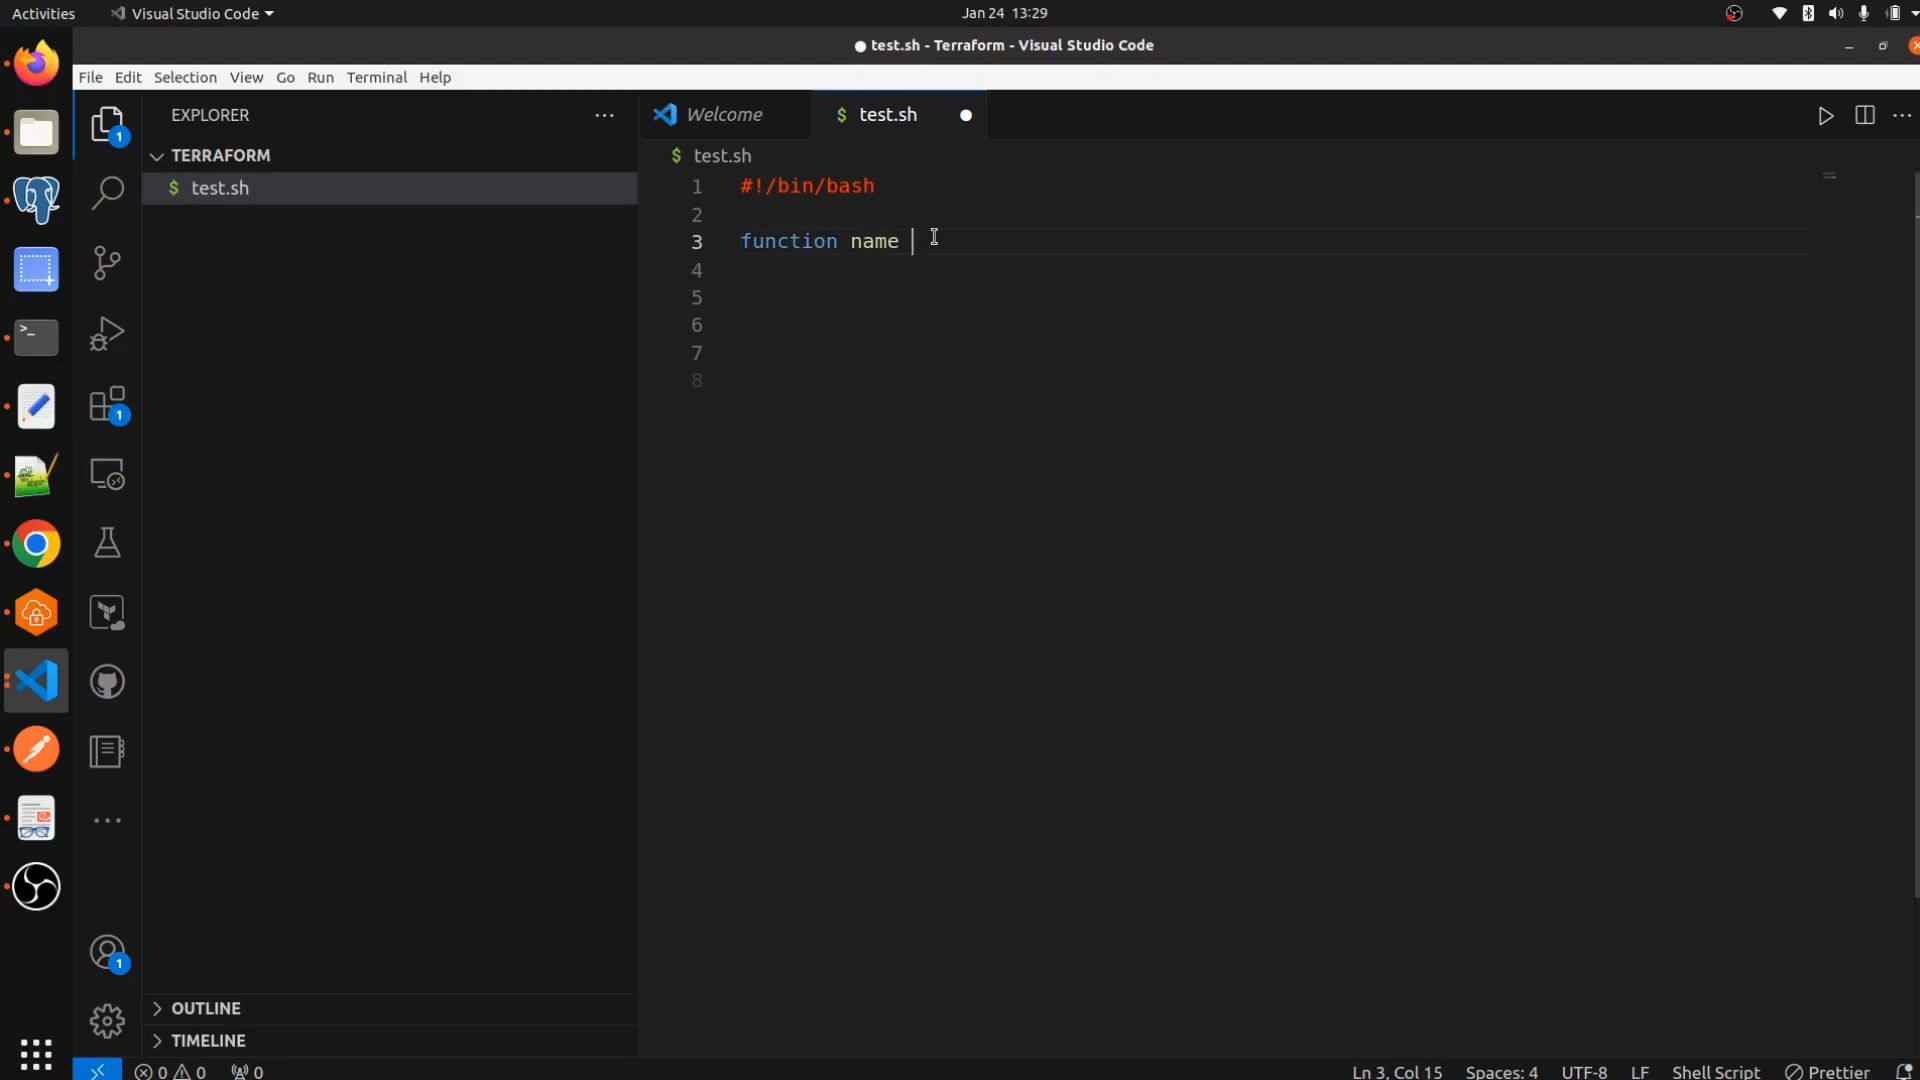 Activities
Visual Studio Code
Jan 24 13:29
● test.sh - Terraform - Visual Studio Code
File Edit Selection View Go Run Terminal Help
EXPLORER
Welcome
$ test.sh
1
TERRAFORM
$ test.sh
$ test.sh
1 #!/bin/bash
2
3 function name
4
5
6
7
8
1
1
OUTLINE
TIMELINE
0 0 0
Ln 3, Col 15 Spaces: 4 UTF-8 LF Shell Script Prettier